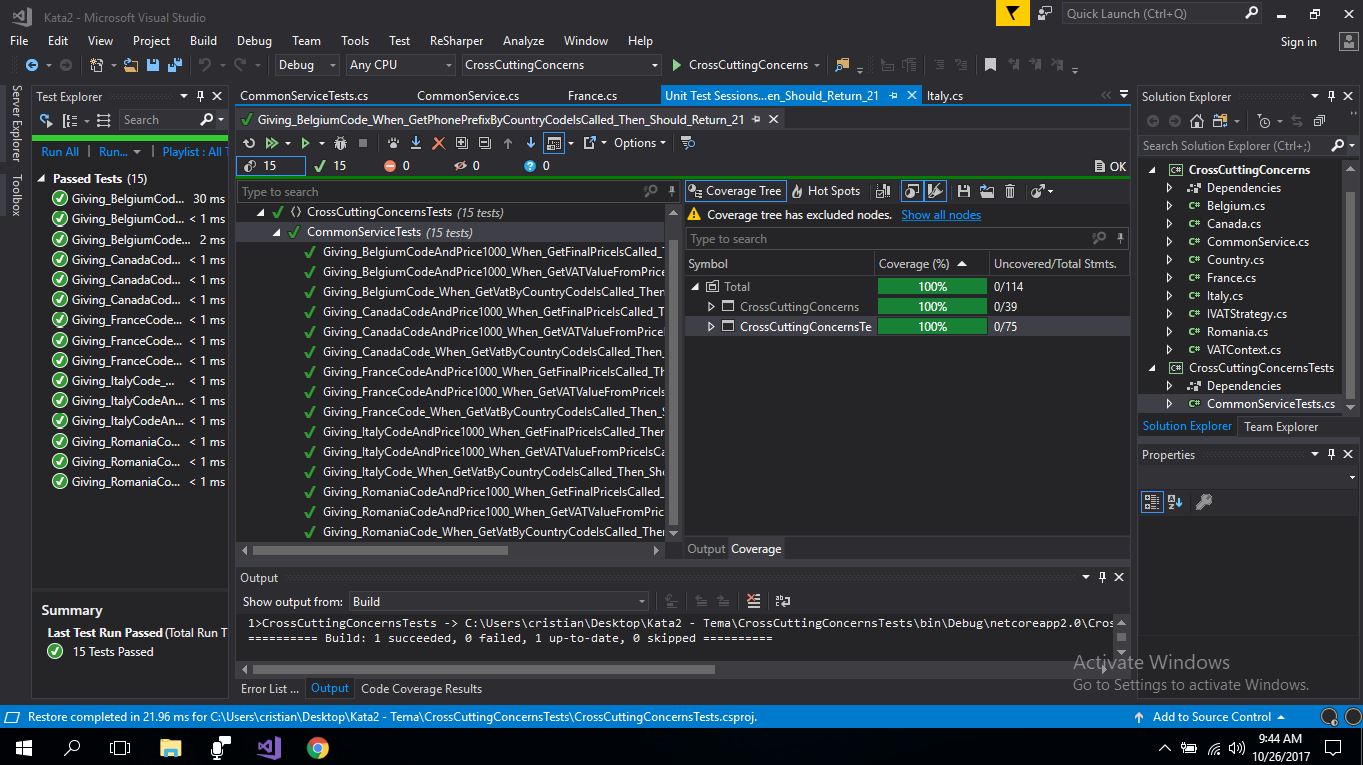 Kata2 - Microsoft Visual Studio
Quick Launch (Ctrl+Q)
File Edit View Project Build Debug Team Tools Test ReSharper Analyze Window Help
Sign in
Debug Any CPU CrossCuttingConcerns CrossCuttingConcerns
Server Explorer
Toolbox
Test Explorer
Search
Run All | Run... | Playlist : All T
Passed Tests (15)
Giving_BelgiumCod... 30 ms
Giving_BelgiumCod... < 1 ms
Giving_BelgiumCode... 2 ms
Giving_CanadaCod... < 1 ms
Giving_CanadaCod... < 1 ms
Giving_CanadaCod... < 1 ms
Giving_FranceCode... < 1 ms
Giving_FranceCode... < 1 ms
Giving_FranceCode... < 1 ms
Giving_ItalyCode_... < 1 ms
Giving_ItalyCodeAn... < 1 ms
Giving_ItalyCodeAn... < 1 ms
Giving_RomaniaCo... < 1 ms
Giving_RomaniaCo... < 1 ms
Giving_RomaniaCo... < 1 ms
Summary
Last Test Run Passed (Total Run T
15 Tests Passed
CommonServiceTests.cs CommonService.cs France.cs Unit Test Sessions...en_Should_Return_21 Italy.cs
Giving_BelgiumCode_When_GetPhonePrefixByCountryCodeIsCalled_Then_Should_Return_21
Options
15 15 0 0 0 OK
Type to search
CrossCuttingConcernsTests (15 tests)
CommonServiceTests (15 tests)
Giving_BelgiumCodeAndPrice1000_When_GetFinalPriceIsCalled_T
Giving_BelgiumCodeAndPrice1000_When_GetVATValueFromPrice
Giving_BelgiumCode_When_GetVatByCountryCodeIsCalled_Then
Giving_CanadaCodeAndPrice1000_When_GetFinalPriceIsCalled_T
Giving_CanadaCodeAndPrice1000_When_GetVATValueFromPriceI
Giving_CanadaCode_When_GetVatByCountryCodeIsCalled_Then_
Giving_FranceCodeAndPrice1000_When_GetFinalPriceIsCalled_Th
Giving_FranceCodeAndPrice1000_When_GetVATValueFromPriceIs
Giving_FranceCode_When_GetVatByCountryCodeIsCalled_Then_S
Giving_ItalyCodeAndPrice1000_When_GetFinalPriceIsCalled_Then
Giving_ItalyCodeAndPrice1000_When_GetVATValueFromPriceIsCa
Giving_ItalyCode_When_GetVatByCountryCodeIsCalled_Then_Sho
Giving_RomaniaCodeAndPrice1000_When_GetFinalPriceIsCalled_
Giving_RomaniaCodeAndPrice1000_When_GetVATValueFromPric
Giving_RomaniaCode_When_GetVatByCountryCodeIsCalled_The
Coverage Tree Hot Spots
Coverage tree has excluded nodes. Show all nodes
Type to search
Symbol Coverage (%) Uncovered/Total Stmts.
Total 100% 0/114
CrossCuttingConcerns 100% 0/39
CrossCuttingConcernsTe 100% 0/75
Output Coverage
Output
Show output from: Build
1>CrossCuttingConcernsTests -> C:\Users\cristian\Desktop\Kata2 - Tema\CrossCuttingConcernsTests\bin\Debug\netcoreapp2.0\Cros
========== Build: 1 succeeded, 0 failed, 1 up-to-date, 0 skipped ==========
Error List ... Output Code Coverage Results
Solution Explorer
Search Solution Explorer (Ctrl+;)
CrossCuttingConcerns
Dependencies
C# Belgium.cs
C# Canada.cs
C# CommonService.cs
C# Country.cs
C# France.cs
C# Italy.cs
C# IVATStrategy.cs
C# Romania.cs
C# VATContext.cs
C# CrossCuttingConcernsTests
Dependencies
C# CommonServiceTests.cs
Solution Explorer Team Explorer
Properties
Activate Windows
Go to Settings to activate Windows.
Restore completed in 21.96 ms for C:\Users\cristian\Desktop\Kata2 - Tema\CrossCuttingConcernsTests\CrossCuttingConcernsTests.csproj.
Add to Source Control
9:44 AM
10/26/2017